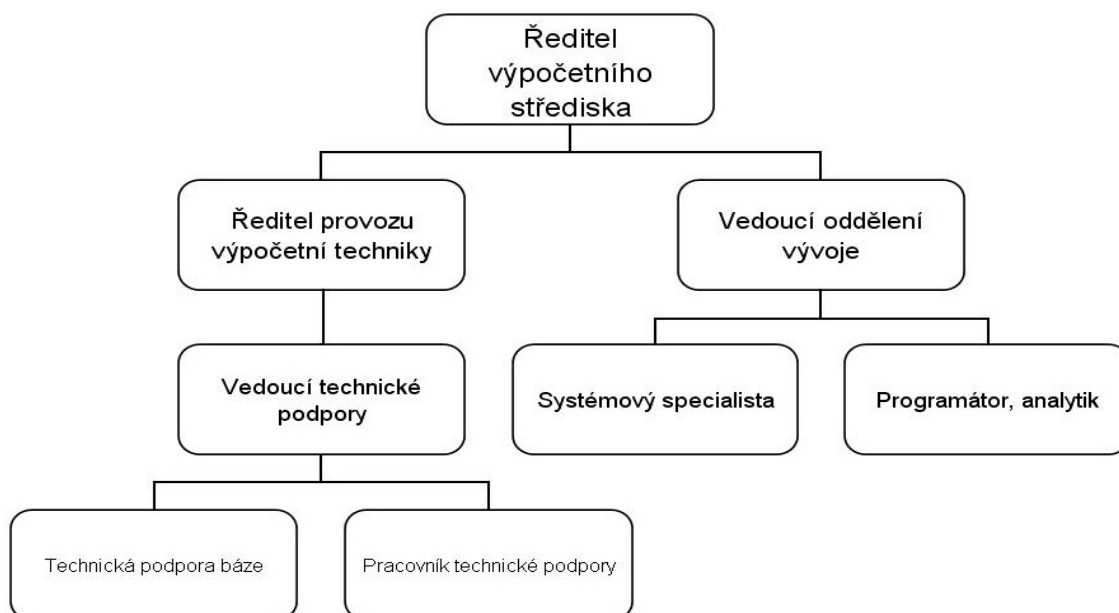 Ředitel
výpočetního
střediska
Ředitel provozu
výpočetní techniky
Vedoucí oddělení
vývoje
Vedoucí technické
podpory
Systémový specialista
Programátor, analytik
Technická podpora báze
Pracovník technické podpory